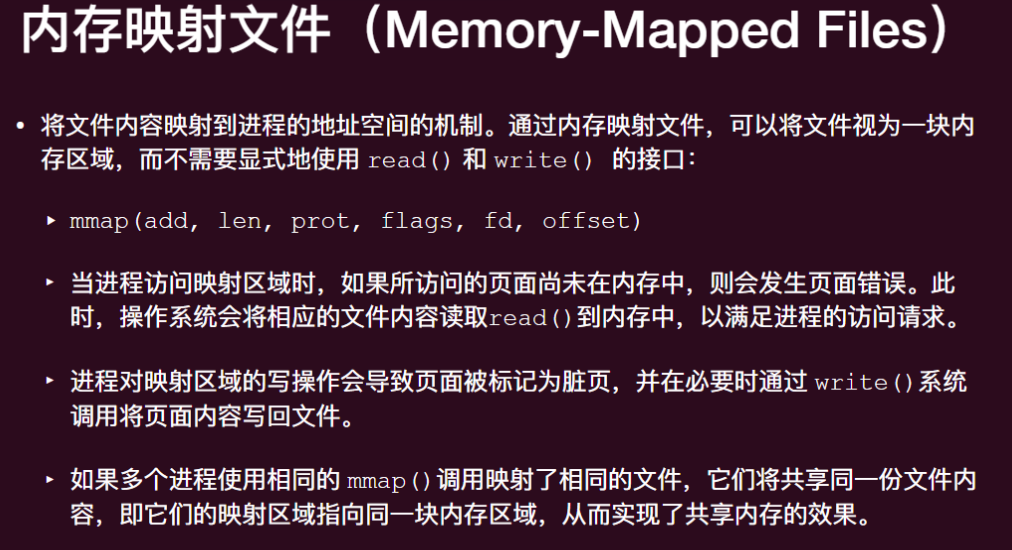 内存映射文件（Memory-Mapped Files）
• 将文件内容映射到进程的地址空间的机制。通过内存映射文件，可以将文件视为一块内
存区域，而不需要显式地使用 read() 和 write() 的接口：
▸ mmap(add, len, prot, flags, fd, offset)
▸ 当进程访问映射区域时，如果所访问的页面尚未在内存中，则会发生页面错误。此
时，操作系统会将相应的文件内容读取read()到内存中，以满足进程的访问请求。
▸ 进程对映射区域的写操作会导致页面被标记为脏页，并在必要时通过 write()系统
调用将页面内容写回文件。
▸ 如果多个进程使用相同的 mmap()调用映射了相同的文件，它们将共享同一份文件内
容，即它们的映射区域指向同一块内存区域，从而实现了共享内存的效果。